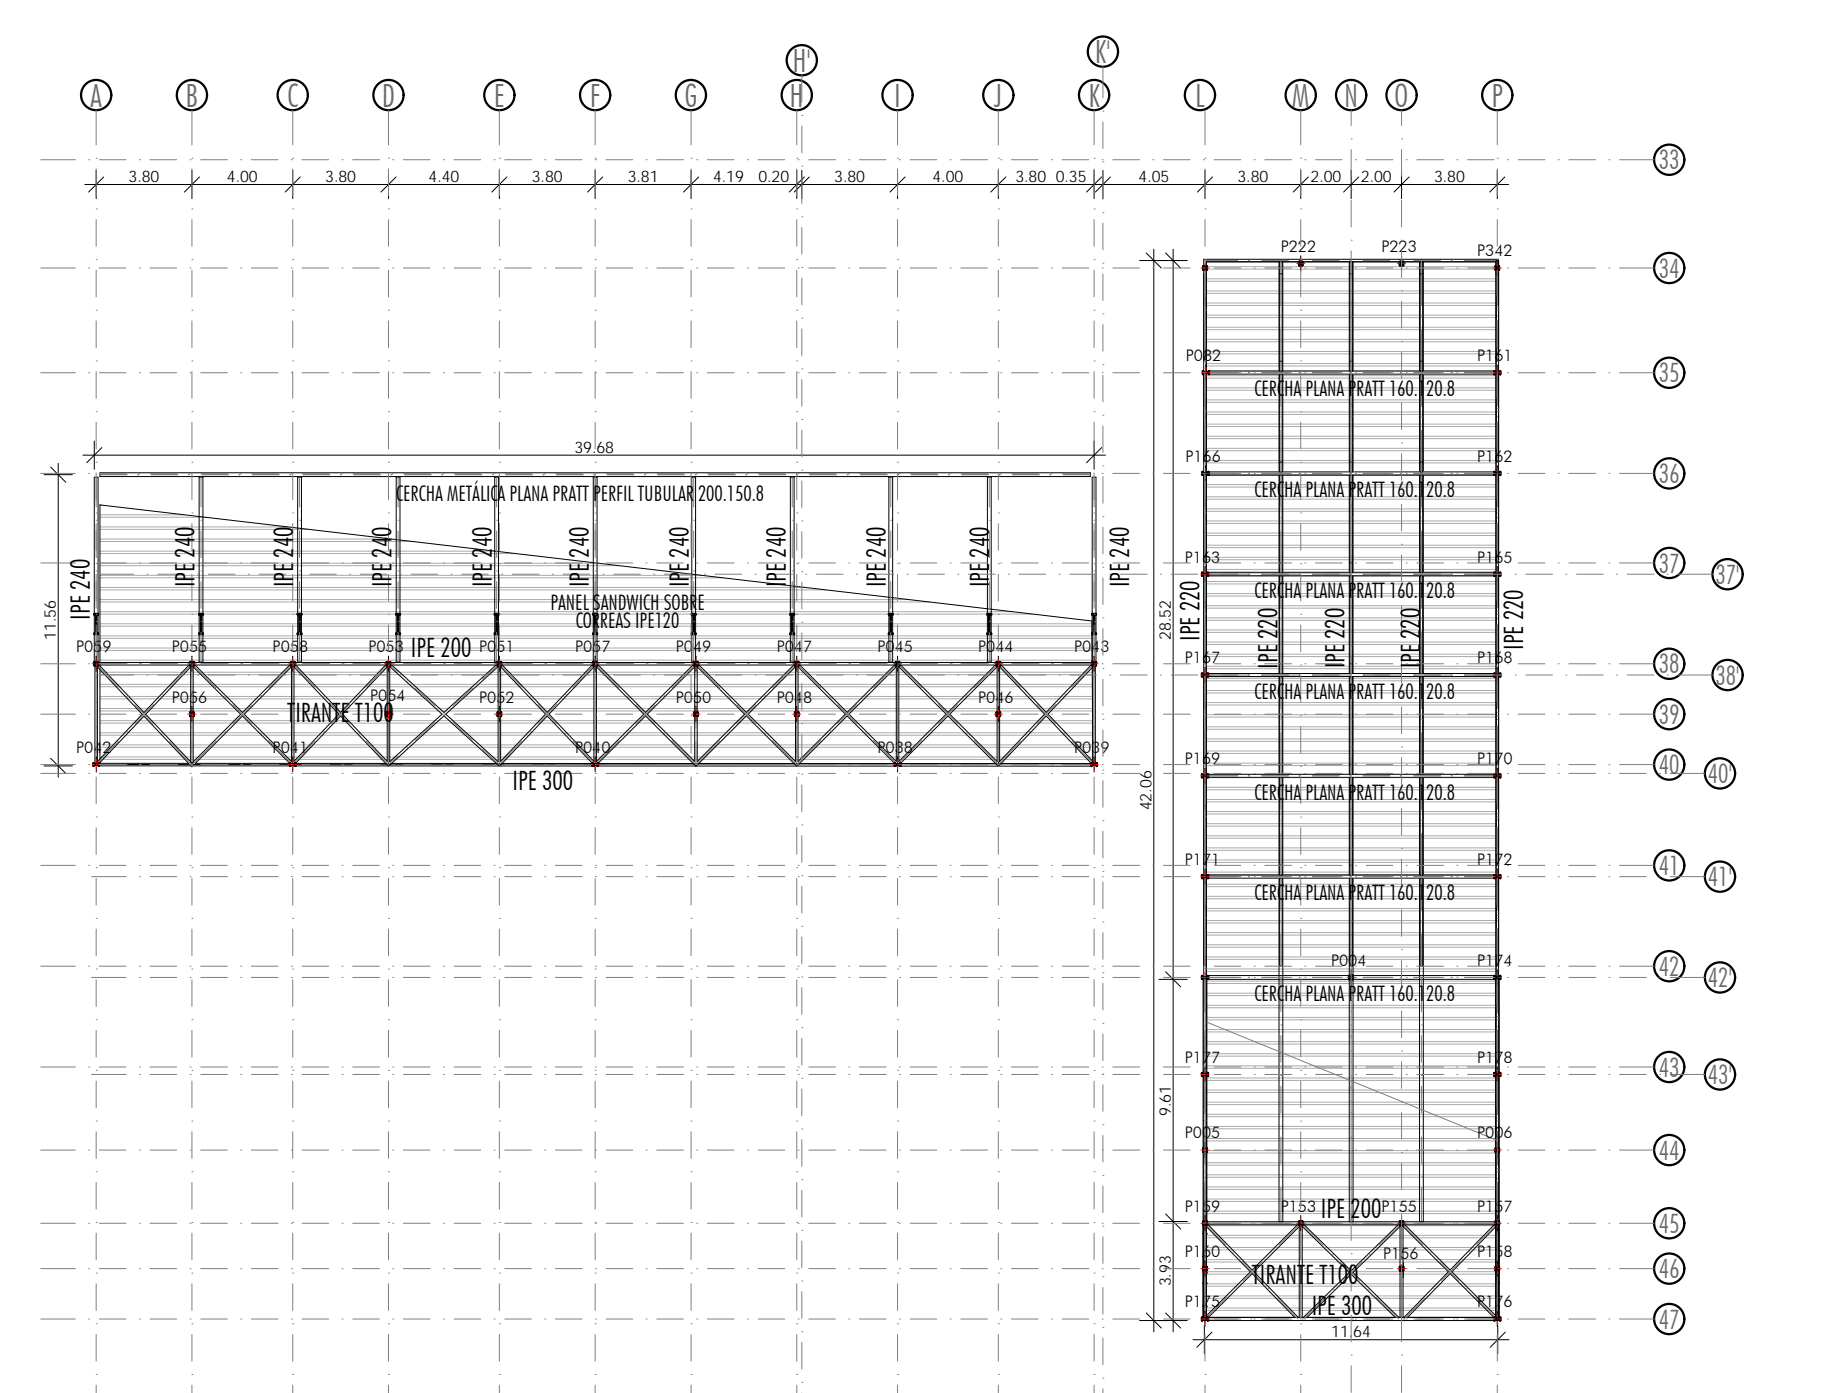 H' K'
A B C D E F G H I J K L M N O P
33
3.80 4.00 3.80 4.40 3.80 3.81 4.19 0.20 3.80 4.00 3.80 0.35 4.05 3.80 2.00 2.00 3.80
P222 P223 P342
34
P082 P161
35
CERCHA PLANA PRATT 160.120.8
39.68
P166 P162
36
CERCHA METÁLICA PLANA PRATT PERFIL TUBULAR 200.150.8
CERCHA PLANA PRATT 160.120.8
IPE 240
IPE 240
IPE 240
IPE 240
IPE 240
IPE 240
IPE 240
IPE 240
IPE 240
IPE 240
IPE 240
11.56
P163 P165
37
37'
CERCHA PLANA PRATT 160.120.8
PANEL SANDWICH SOBRE
CORREAS IPE120
28.52
IPE 220
IPE 220
IPE 220
IPE 220
IPE 220
IPE 200
P059 P055 P058 P053 P051 P057 P049 P047 P045 P044 P043
P167 P168
38
38'
CERCHA PLANA PRATT 160.120.8
P056 P054 P052 P050 P048 P046
TIRANTE T100
39
P042 P041 P040 P038 P039
P169 P170
40
40'
IPE 300
42.06
CERCHA PLANA PRATT 160.120.8
P171 P172
41
41'
CERCHA PLANA PRATT 160.120.8
P004 P174
42
42'
CERCHA PLANA PRATT 160.120.8
P177 P178
43
43'
9.61
P005 P006
44
P159 P153 IPE 200 P155 P157
45
P160 P156 P158
46
3.93
TIRANTE T100
P175 IPE 300 P176
47
11.64